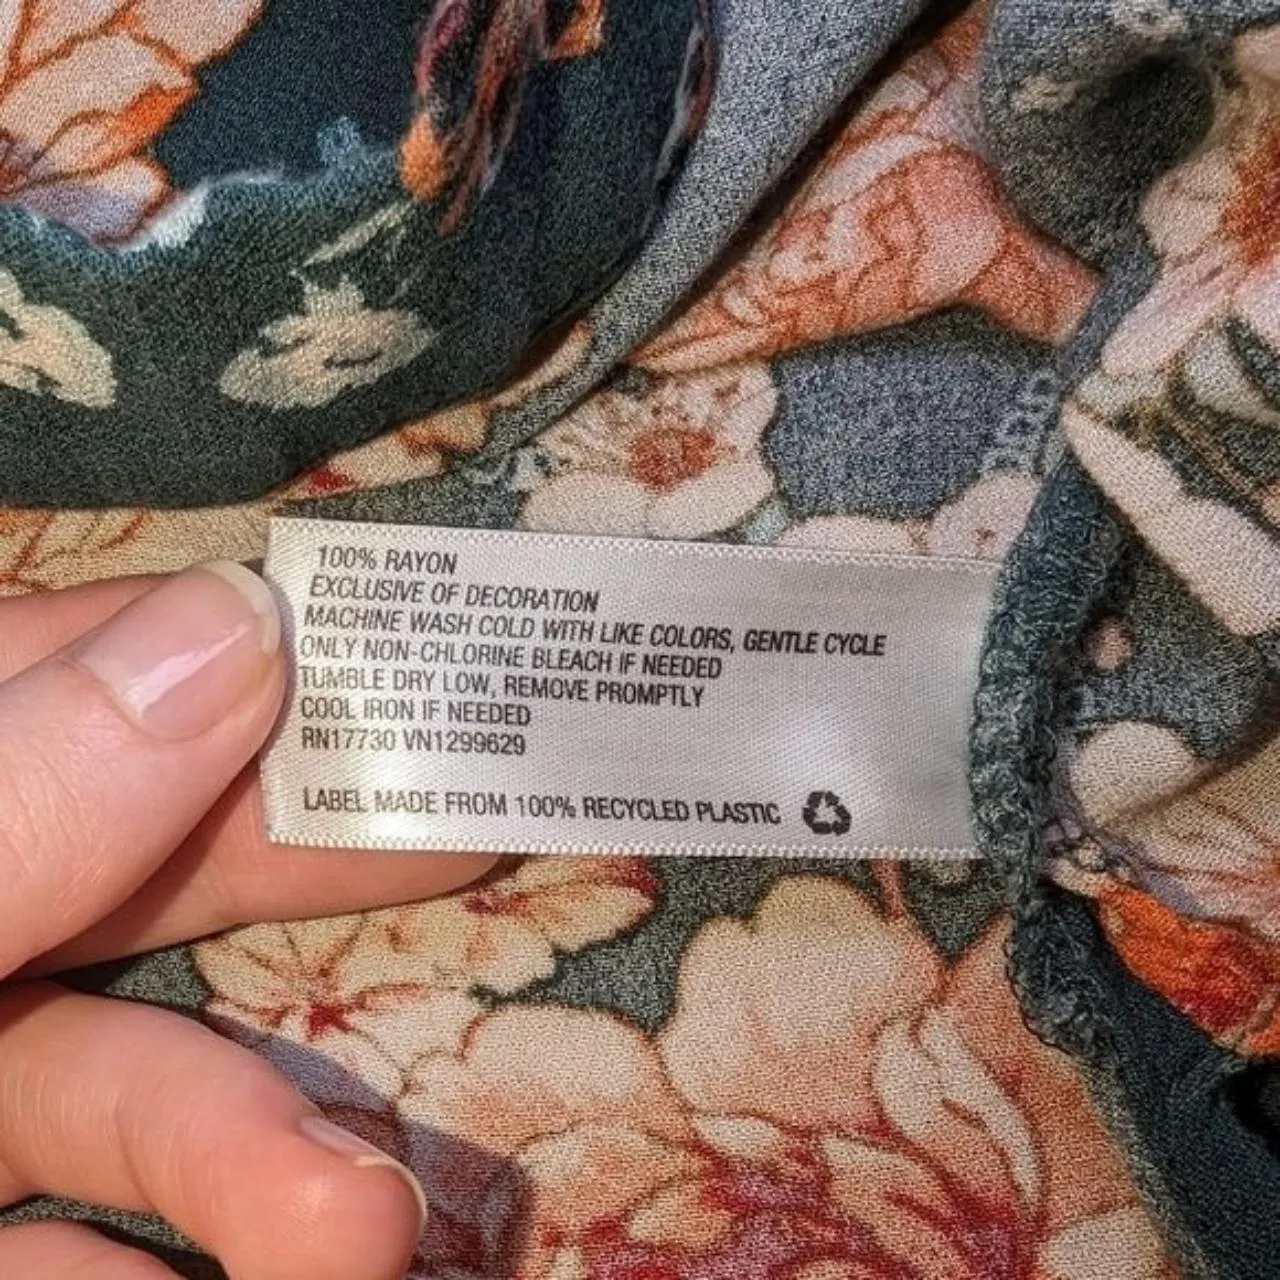 100% RAYON
EXCLUSIVE OF DECORATION
MACHINE WASH COLD WITH LIKE COLORS, GENTLE CYCLE
ONLY NON-CHLORINE BLEACH IF NEEDED
TUMBLE DRY LOW, REMOVE PROMPTLY
COOL IRON IF NEEDED
RN17730 VN1299629
LABEL MADE FROM 100% RECYCLED PLASTIC